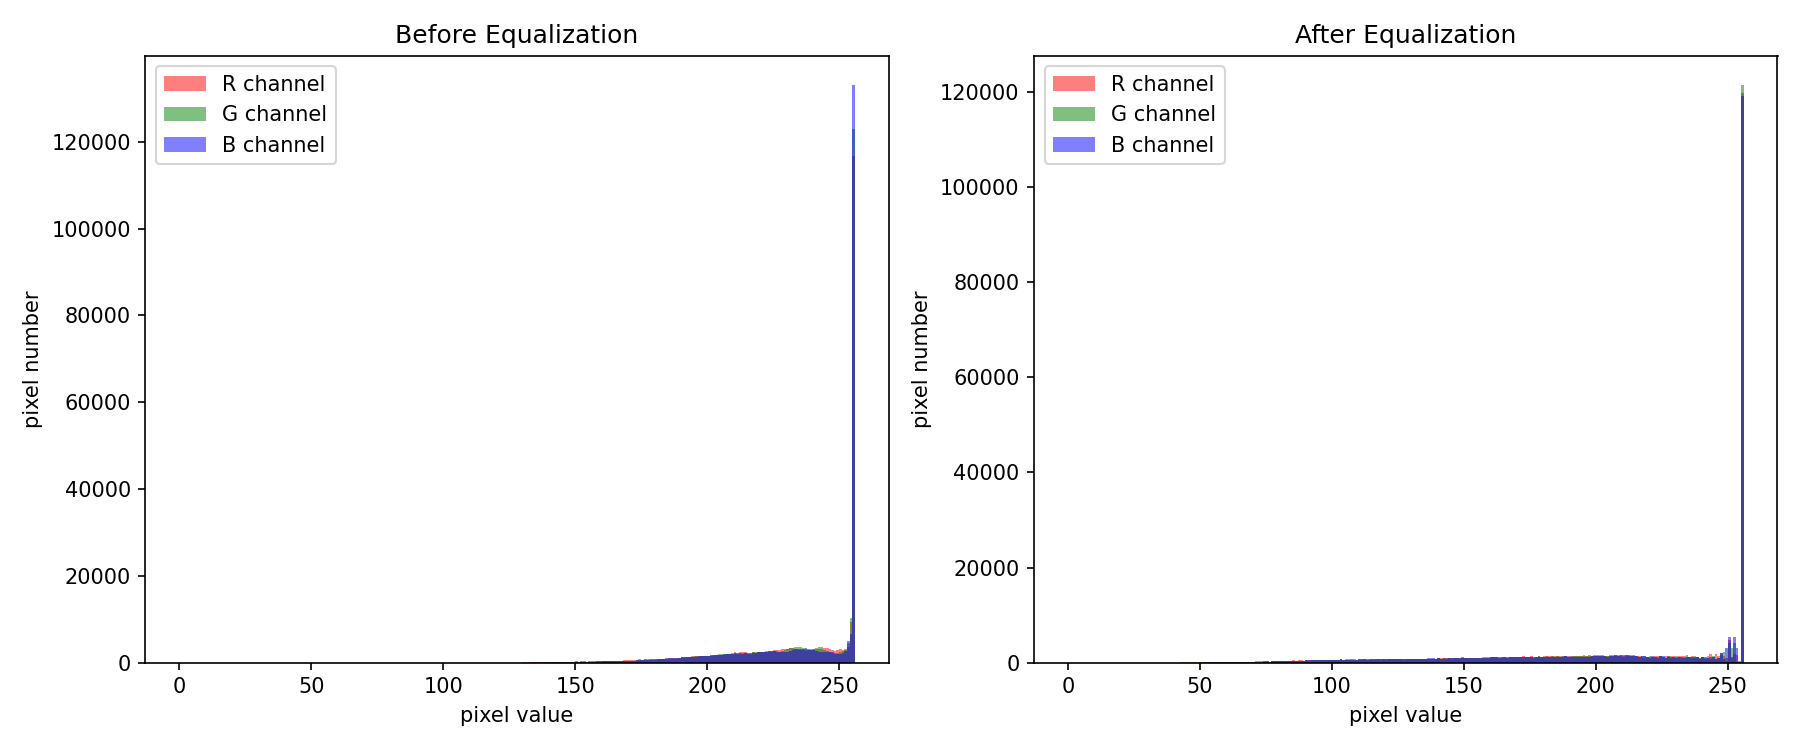 Before Equalization
R channel
G channel
B channel
120000
100000
80000
60000
40000
20000
0
pixel number
0 50 100 150 200 250
pixel value
After Equalization
R channel
G channel
B channel
120000
100000
80000
60000
40000
20000
0
pixel number
0 50 100 150 200 250
pixel value